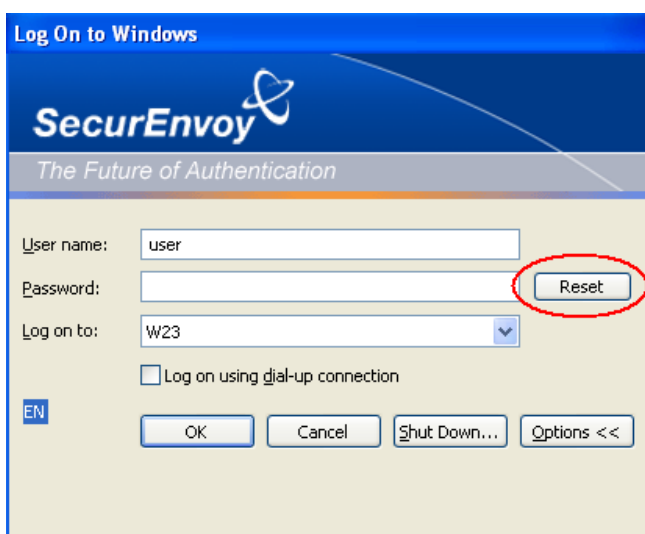 Log On to Windows
SecurEnvoy
The Future of Authentication
User name: user
Password: Reset
Log on to: W23
Log on using dial-up connection
EN
OK Cancel Shut Down... Options <<